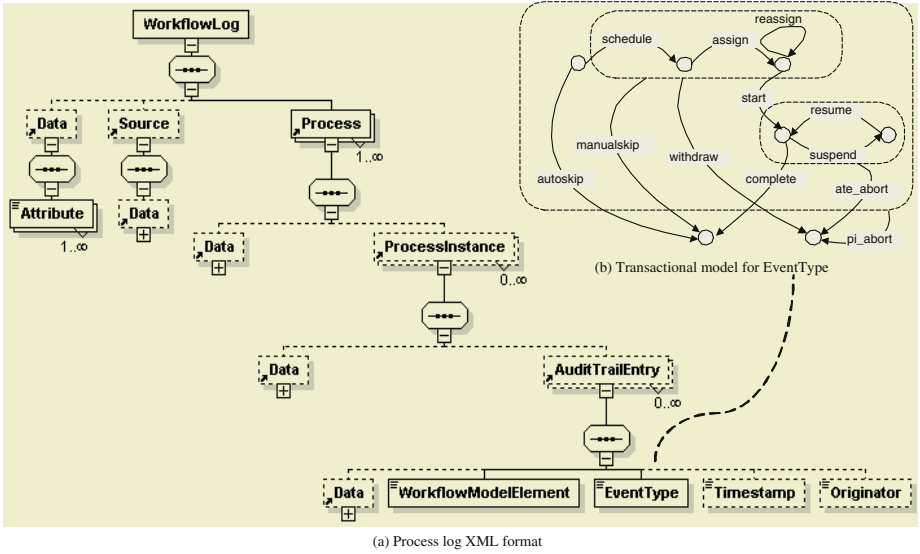 WorkflowLog
Data
Source
Process
1..∞
Attribute
1..∞
Data
Data
ProcessInstance
0..∞
Data
AuditTrailEntry
0..∞
Data
WorkflowModelElement
EventType
Timestamp
Originator
reassign
schedule
assign
start
resume
suspend
manualskip
withdraw
autoskip
complete
ate_abort
pi_abort
(b) Transactional model for EventType
(a) Process log XML format